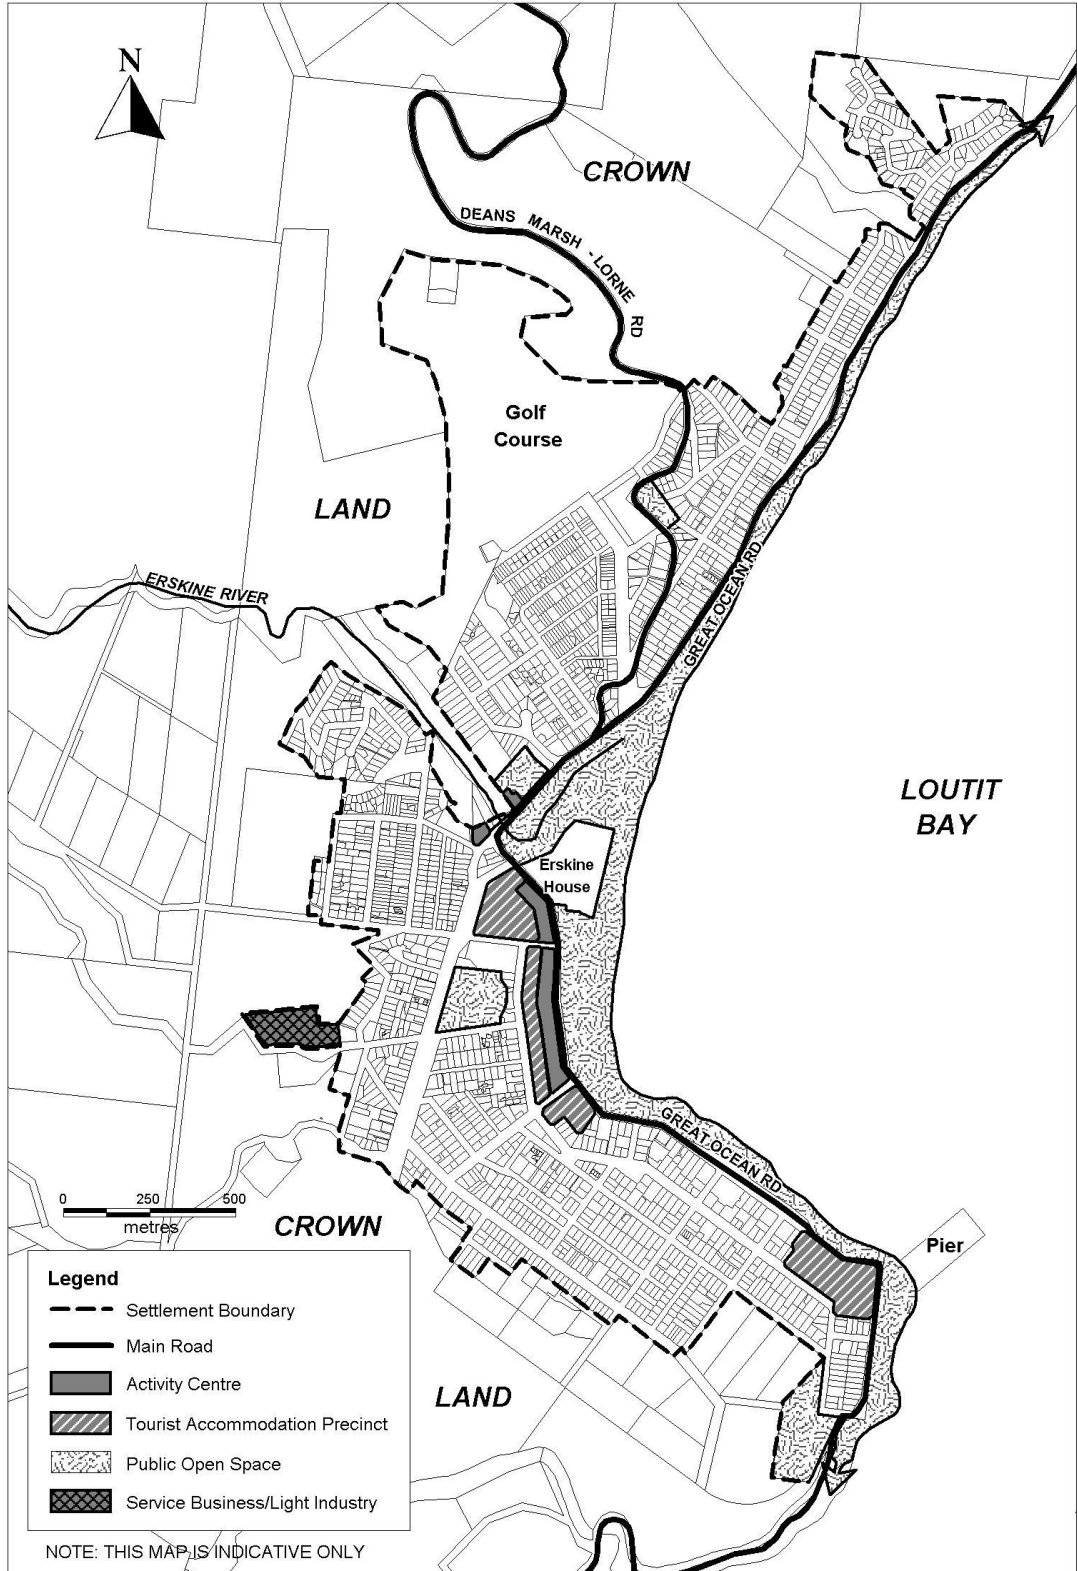 N
CROWN
DEANS MARSH - LORNE RD
Golf
Course
LAND
ERSKINE RIVER
GREAT OCEAN RD
LOUTIT
BAY
Erskine
House
GREAT OCEAN RD
0 250 500
metres
CROWN
Pier
LAND
Legend
Settlement Boundary
Main Road
Activity Centre
Tourist Accommodation Precinct
Public Open Space
Service Business/Light Industry
NOTE: THIS MAP IS INDICATIVE ONLY